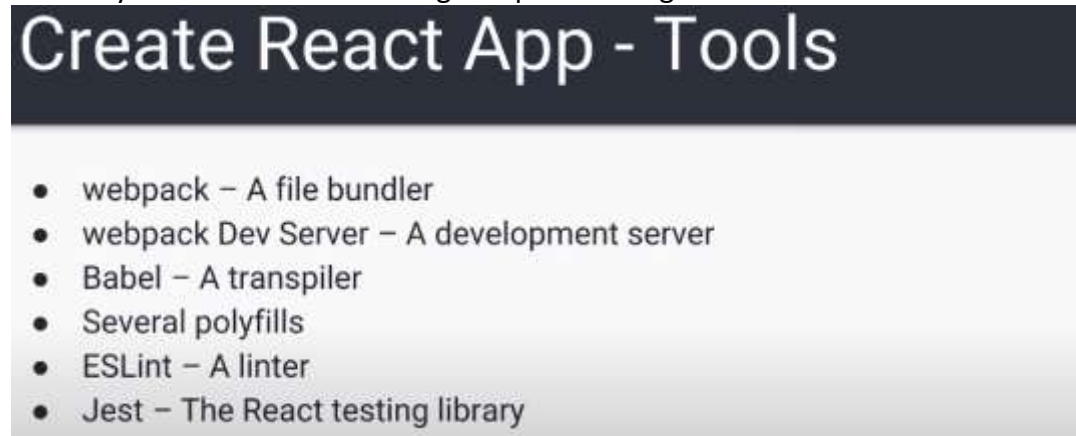 Create React App - Tools
● webpack – A file bundler
● webpack Dev Server – A development server
● Babel – A transpiler
● Several polyfills
● ESLint – A linter
● Jest – The React testing library